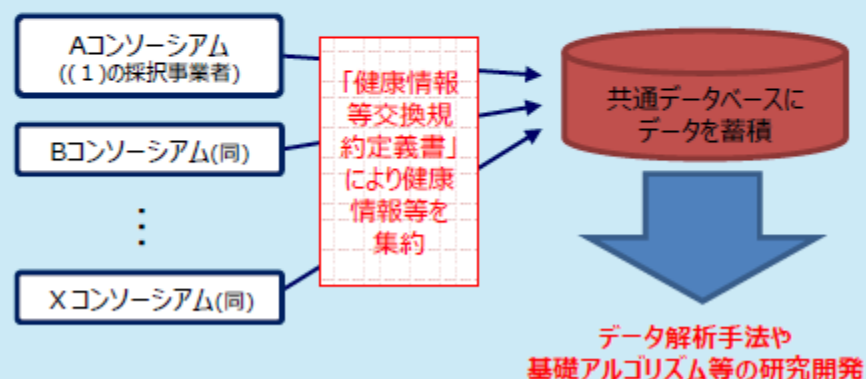 Aコンソーシアム
((1)の採択事業者)
Bコンソーシアム(同)
⋮
Xコンソーシアム(同)
「健康情報
等交換規
約定義書」
により健康
情報等を
集約
共通データベースに
データを蓄積
データ解析手法や
基礎アルゴリズム等の研究開発